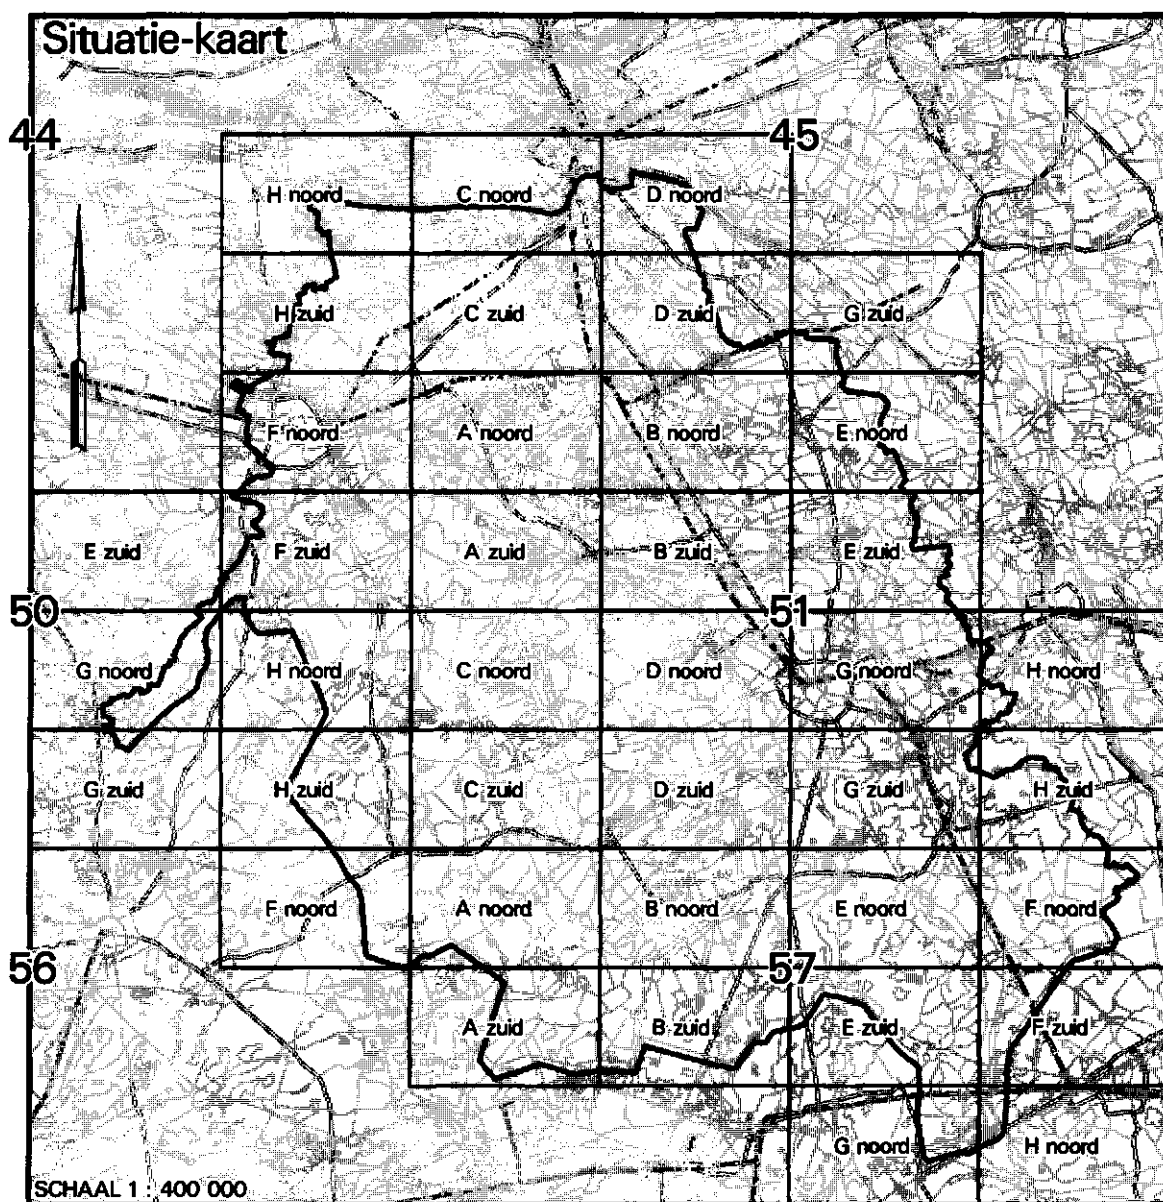 Situatie-kaart
44 45
H noord C noord D noord
H zuid C zuid D zuid G zuid
F noord A noord B noord E noord
E zuid F zuid A zuid B zuid E zuid
50 51
G noord H noord C noord D noord G noord H noord
G zuid H zuid C zuid D zuid G zuid H zuid
F noord A noord B noord E noord F noord
56 57
A zuid B zuid E zuid F zuid
G noord H noord
SCHAAL 1 : 400 000